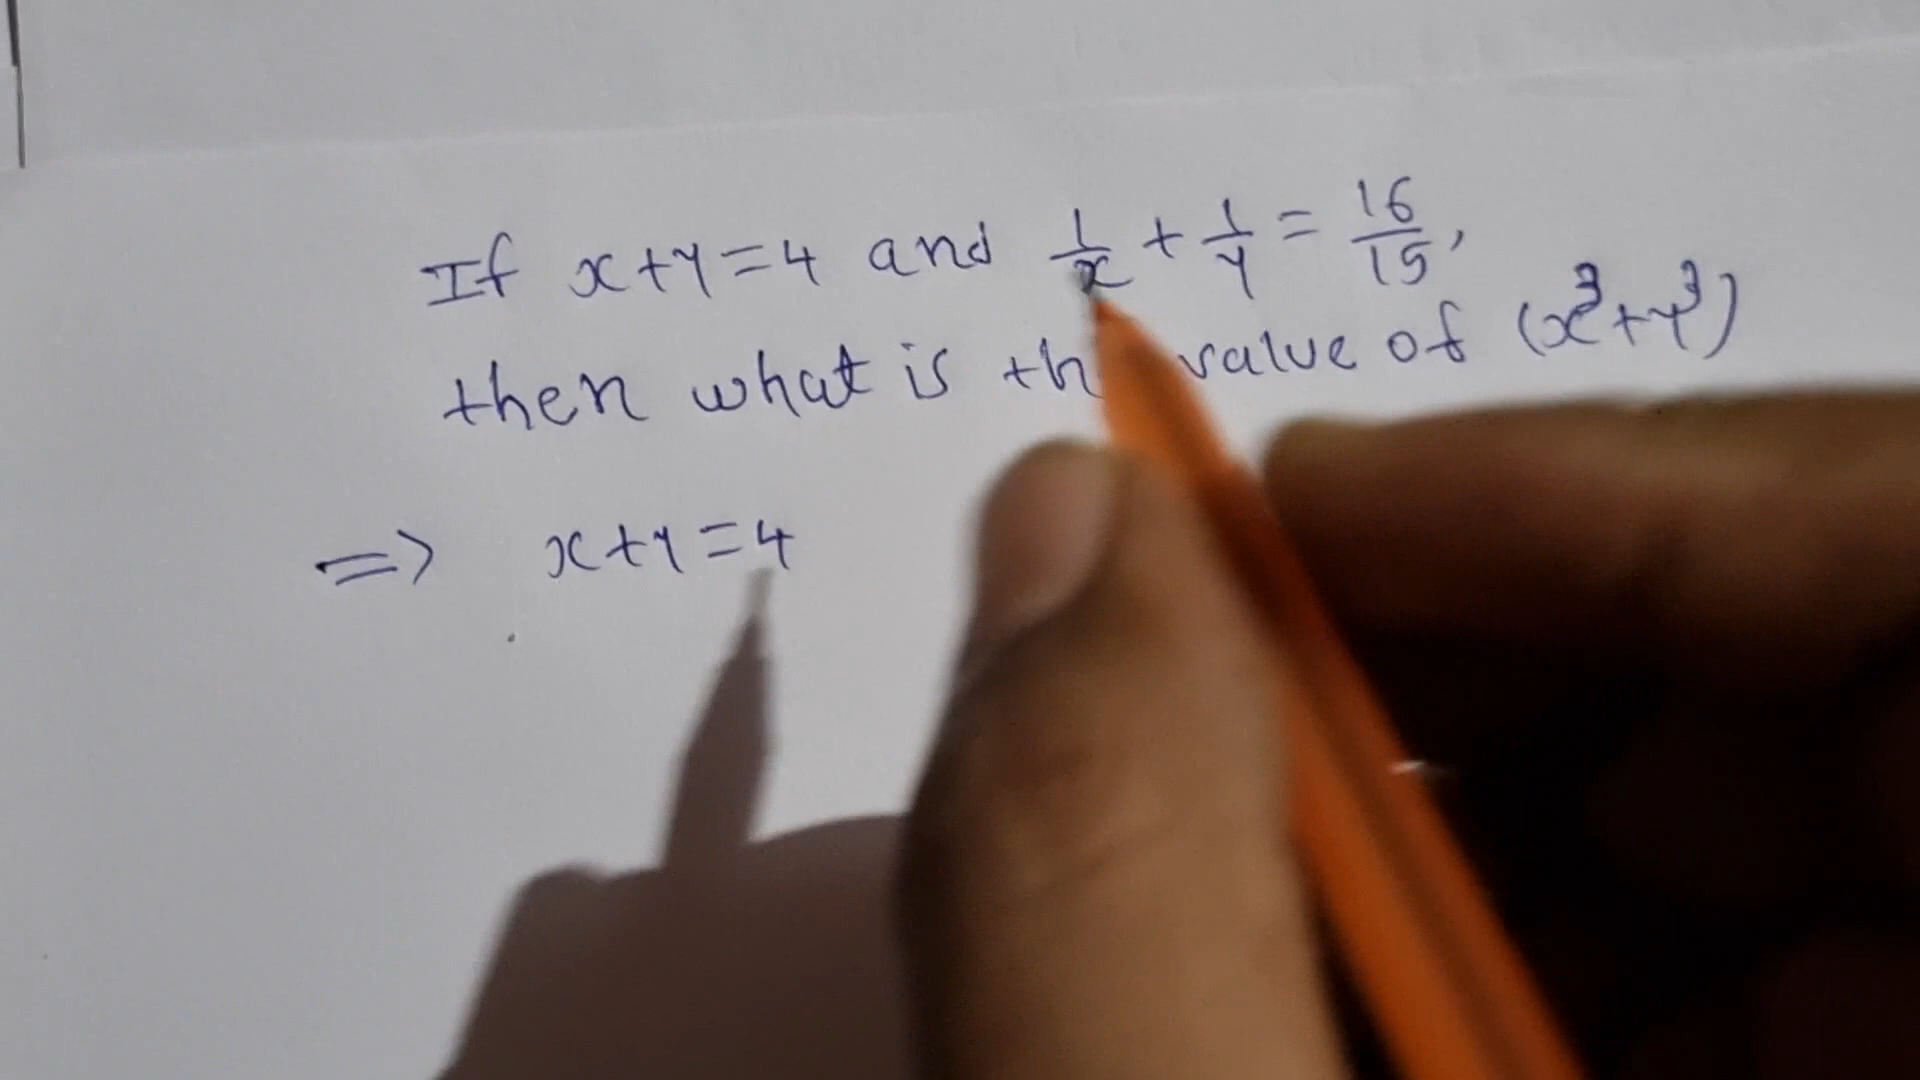 If x+y=4 and 1/x + 1/y = 16/15,
then what is th value of (x³+y³)
=> x+y=4